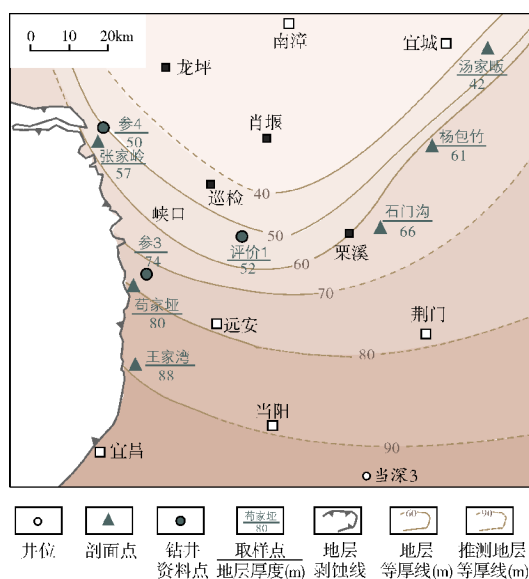 0 10 20km
南漳
宜城
汤家畈
42
龙坪
参4
50
肖堰
杨包竹
61
张家岭
57
巡检
40
峡口
石门沟
66
50
评价1
52
栗溪
60
参3
74
70
苟家垭
80
远安
荆门
80
王家湾
88
当阳
90
宜昌
当深3
60
苟家垭
80
90
井位
剖面点
钻井
资料点
取样点
地层厚度(m)
地层
剥蚀线
地层
等厚线(m)
推测地层
等厚线(m)